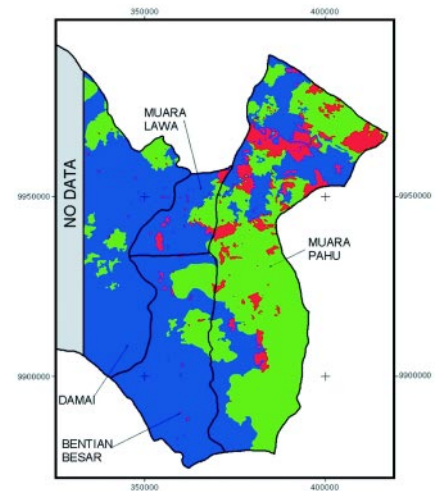 350000 400000
MUARA
LAWA
NO DATA
9950000 9950000
MUARA
PAHU
9900000 9900000
DAMAI
BENTIAN
BESAR
350000 400000